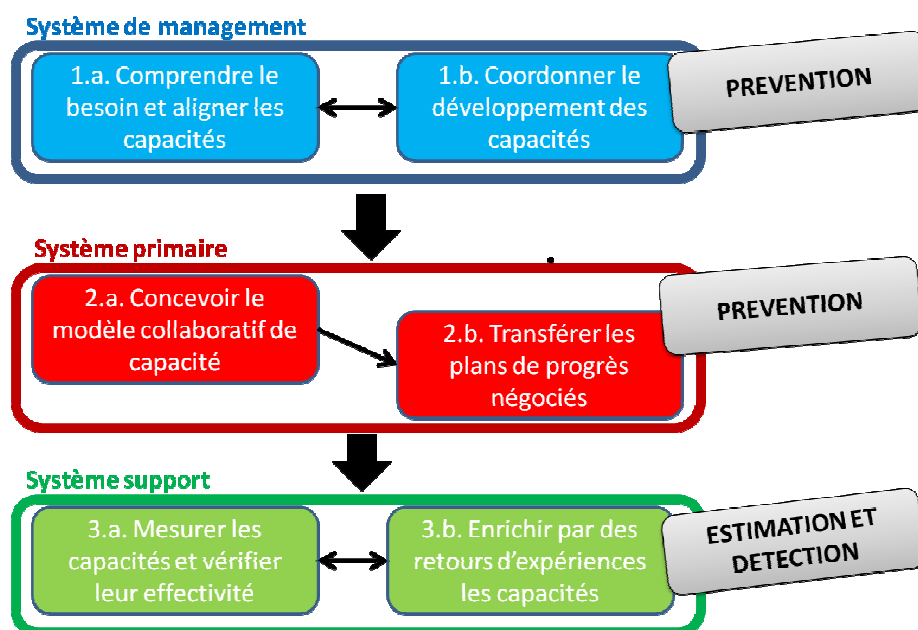 Système de management
1.a. Comprendre le
besoin et aligner les
capacités
1.b. Coordonner le
développement des
capacités
PREVENTION
Système primaire
2.a. Concevoir le
modèle collaboratif de
capacité
2.b. Transférer les
plans de progrès
négociés
PREVENTION
Système support
3.a. Mesurer les
capacités et vérifier
leur effectivité
3.b. Enrichir par des
retours d'expériences
les capacités
ESTIMATION ET
DETECTION